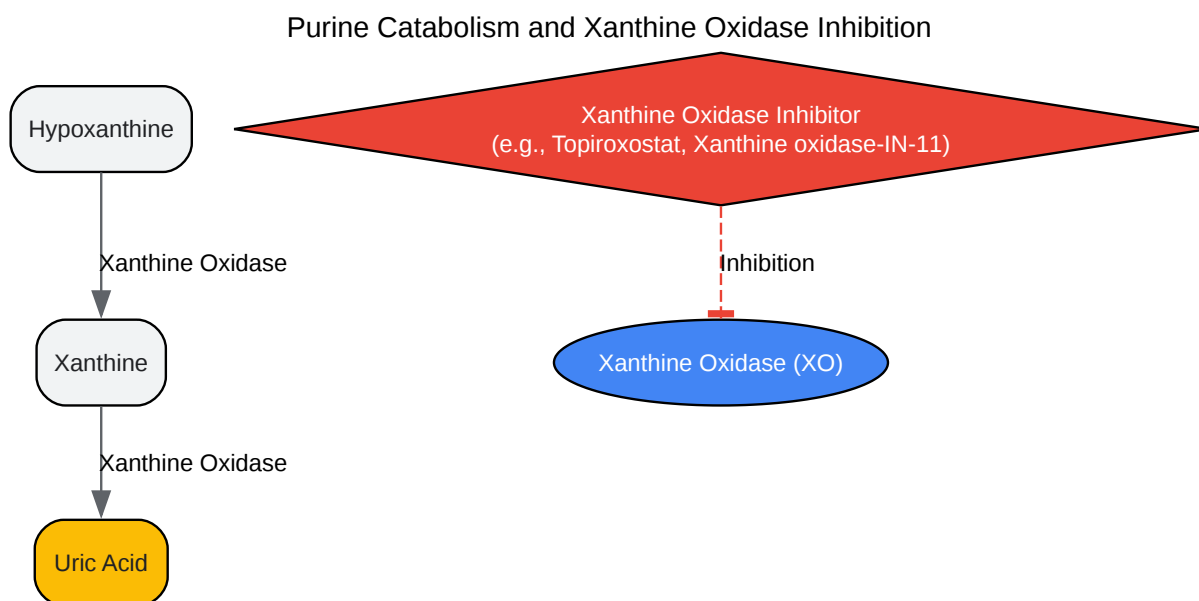 Purine Catabolism and Xanthine Oxidase Inhibition
Hypoxanthine
Xanthine Oxidase Inhibitor
(e.g., Topiroxostat, Xanthine oxidase-IN-11)
Xanthine Oxidase
Inhibition
Xanthine
Xanthine Oxidase (XO)
Xanthine Oxidase
Uric Acid